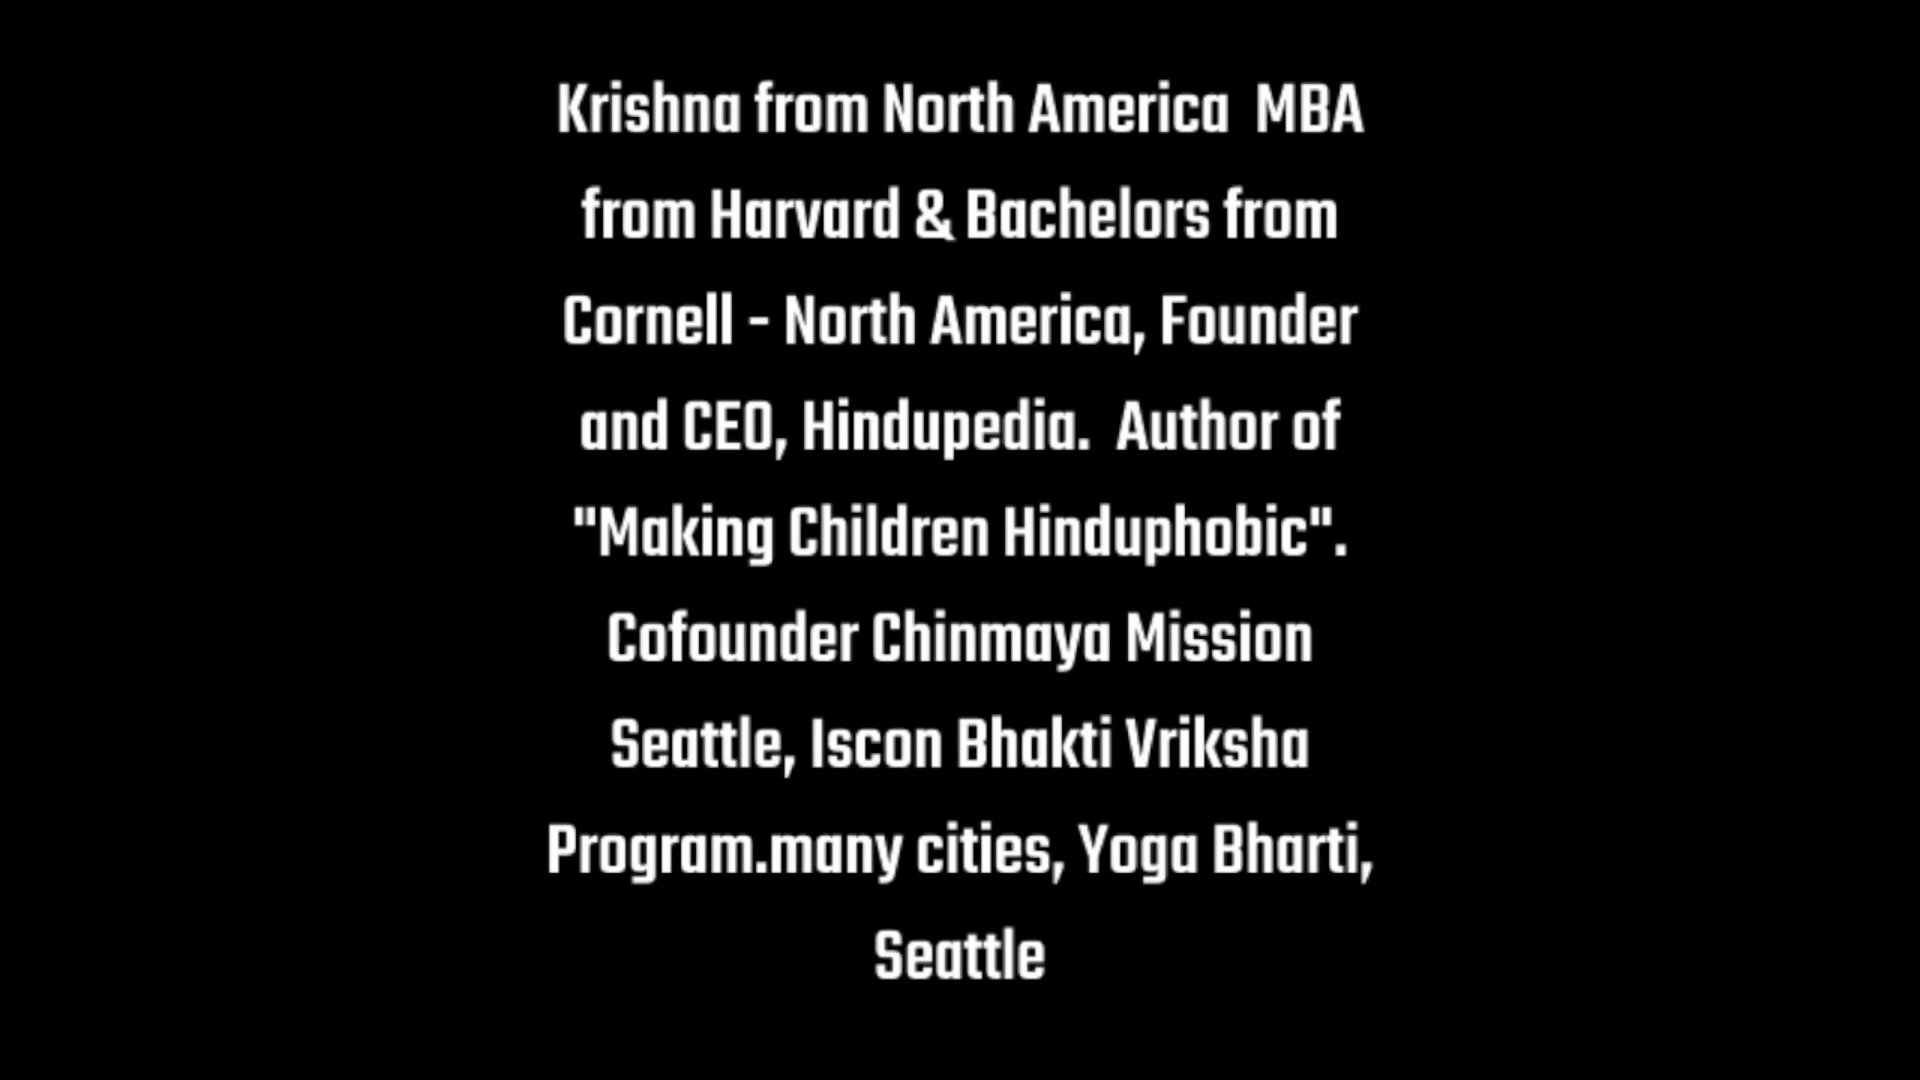 Krishna from North America  MBA
from Harvard & Bachelors from
Cornell - North America, Founder
and CEO, Hindupedia.  Author of
"Making Children Hinduphobic".
Cofounder Chinmaya Mission
Seattle, Iscon Bhakti Vriksha
Program.many cities, Yoga Bharti,
Seattle